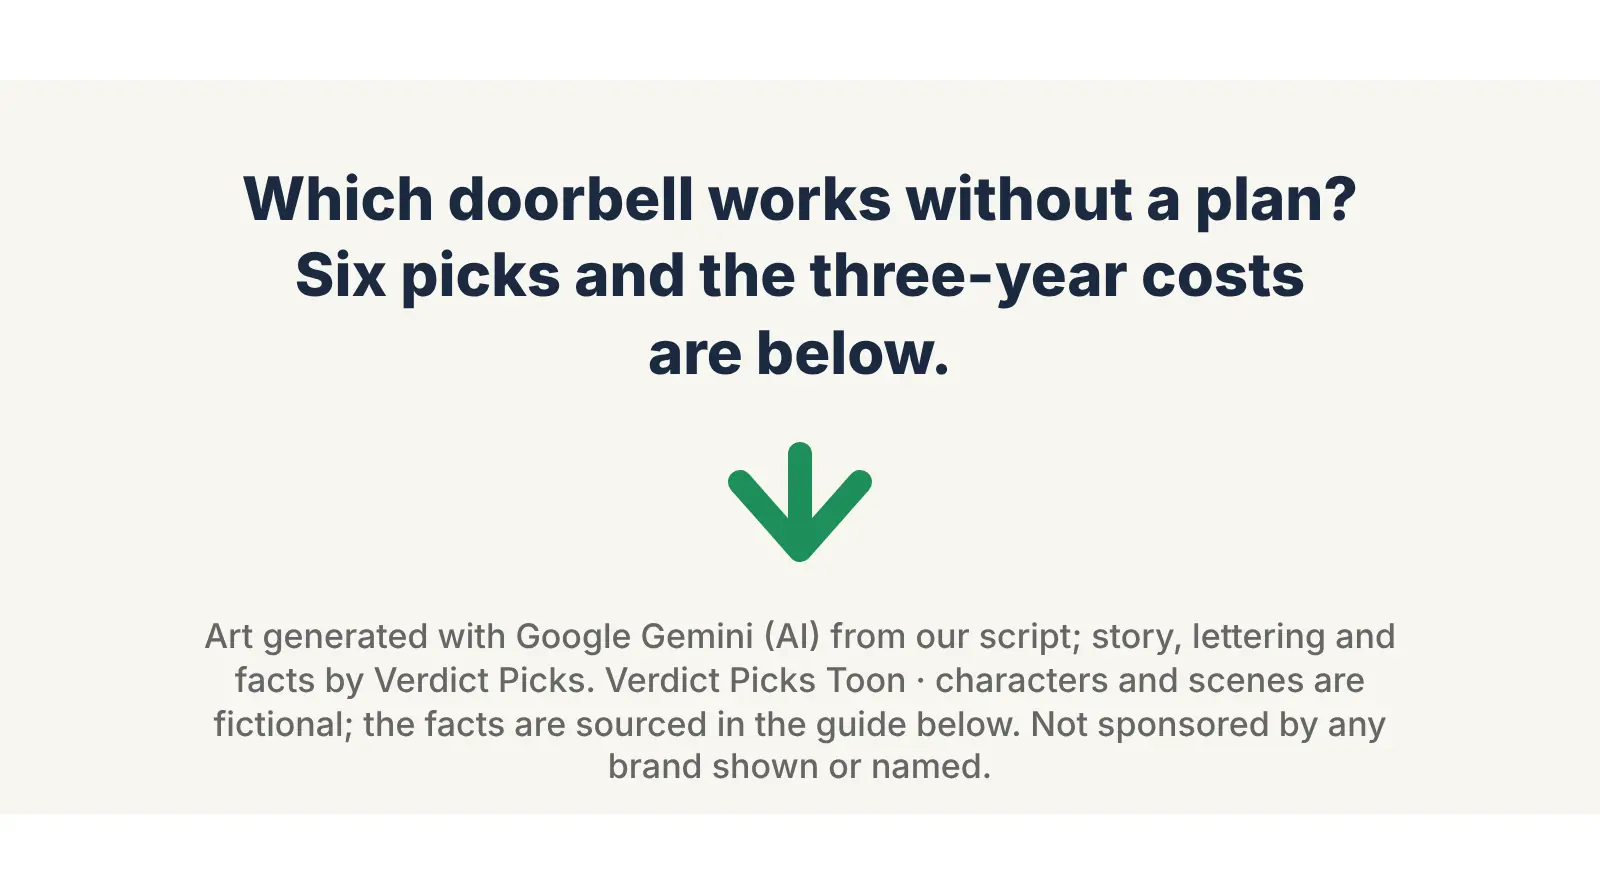 Which doorbell works without a plan?
Six picks and the three-year costs
are below.
Art generated with Google Gemini (AI) from our script; story, lettering and
facts by Verdict Picks. Verdict Picks Toon · characters and scenes are
fictional; the facts are sourced in the guide below. Not sponsored by any
brand shown or named.